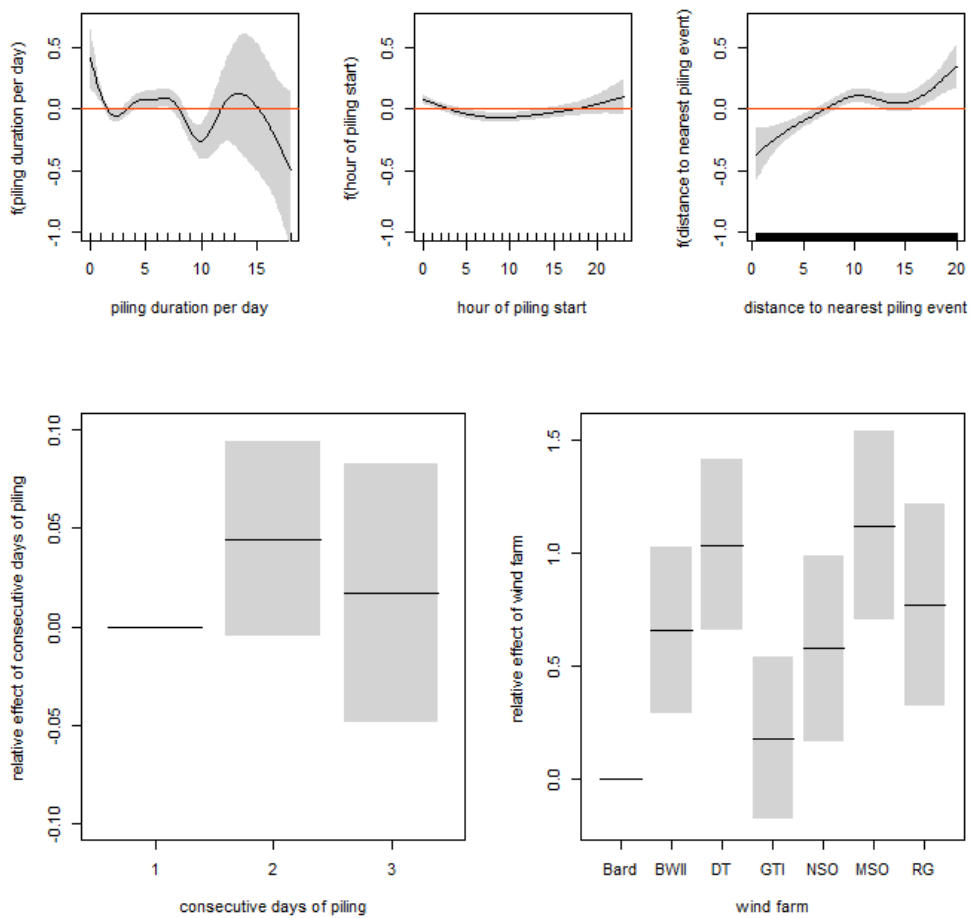 f(piling duration per day)
0.5
0.0
-0.5
-1.0
0 5 10 15
piling duration per day
f(hour of piling start)
0.5
0.0
-0.5
-1.0
0 5 10 15 20
hour of piling start
f(distance to nearest piling event)
0.5
0.0
-0.5
-1.0
0 5 10 15 20
distance to nearest piling event
relative effect of consecutive days of piling
0.10
0.05
0.00
-0.05
-0.10
1 2 3
consecutive days of piling
relative effect of wind farm
1.5
1.0
0.5
0.0
Bard BWII DT GTI NSO MSO RG
wind farm